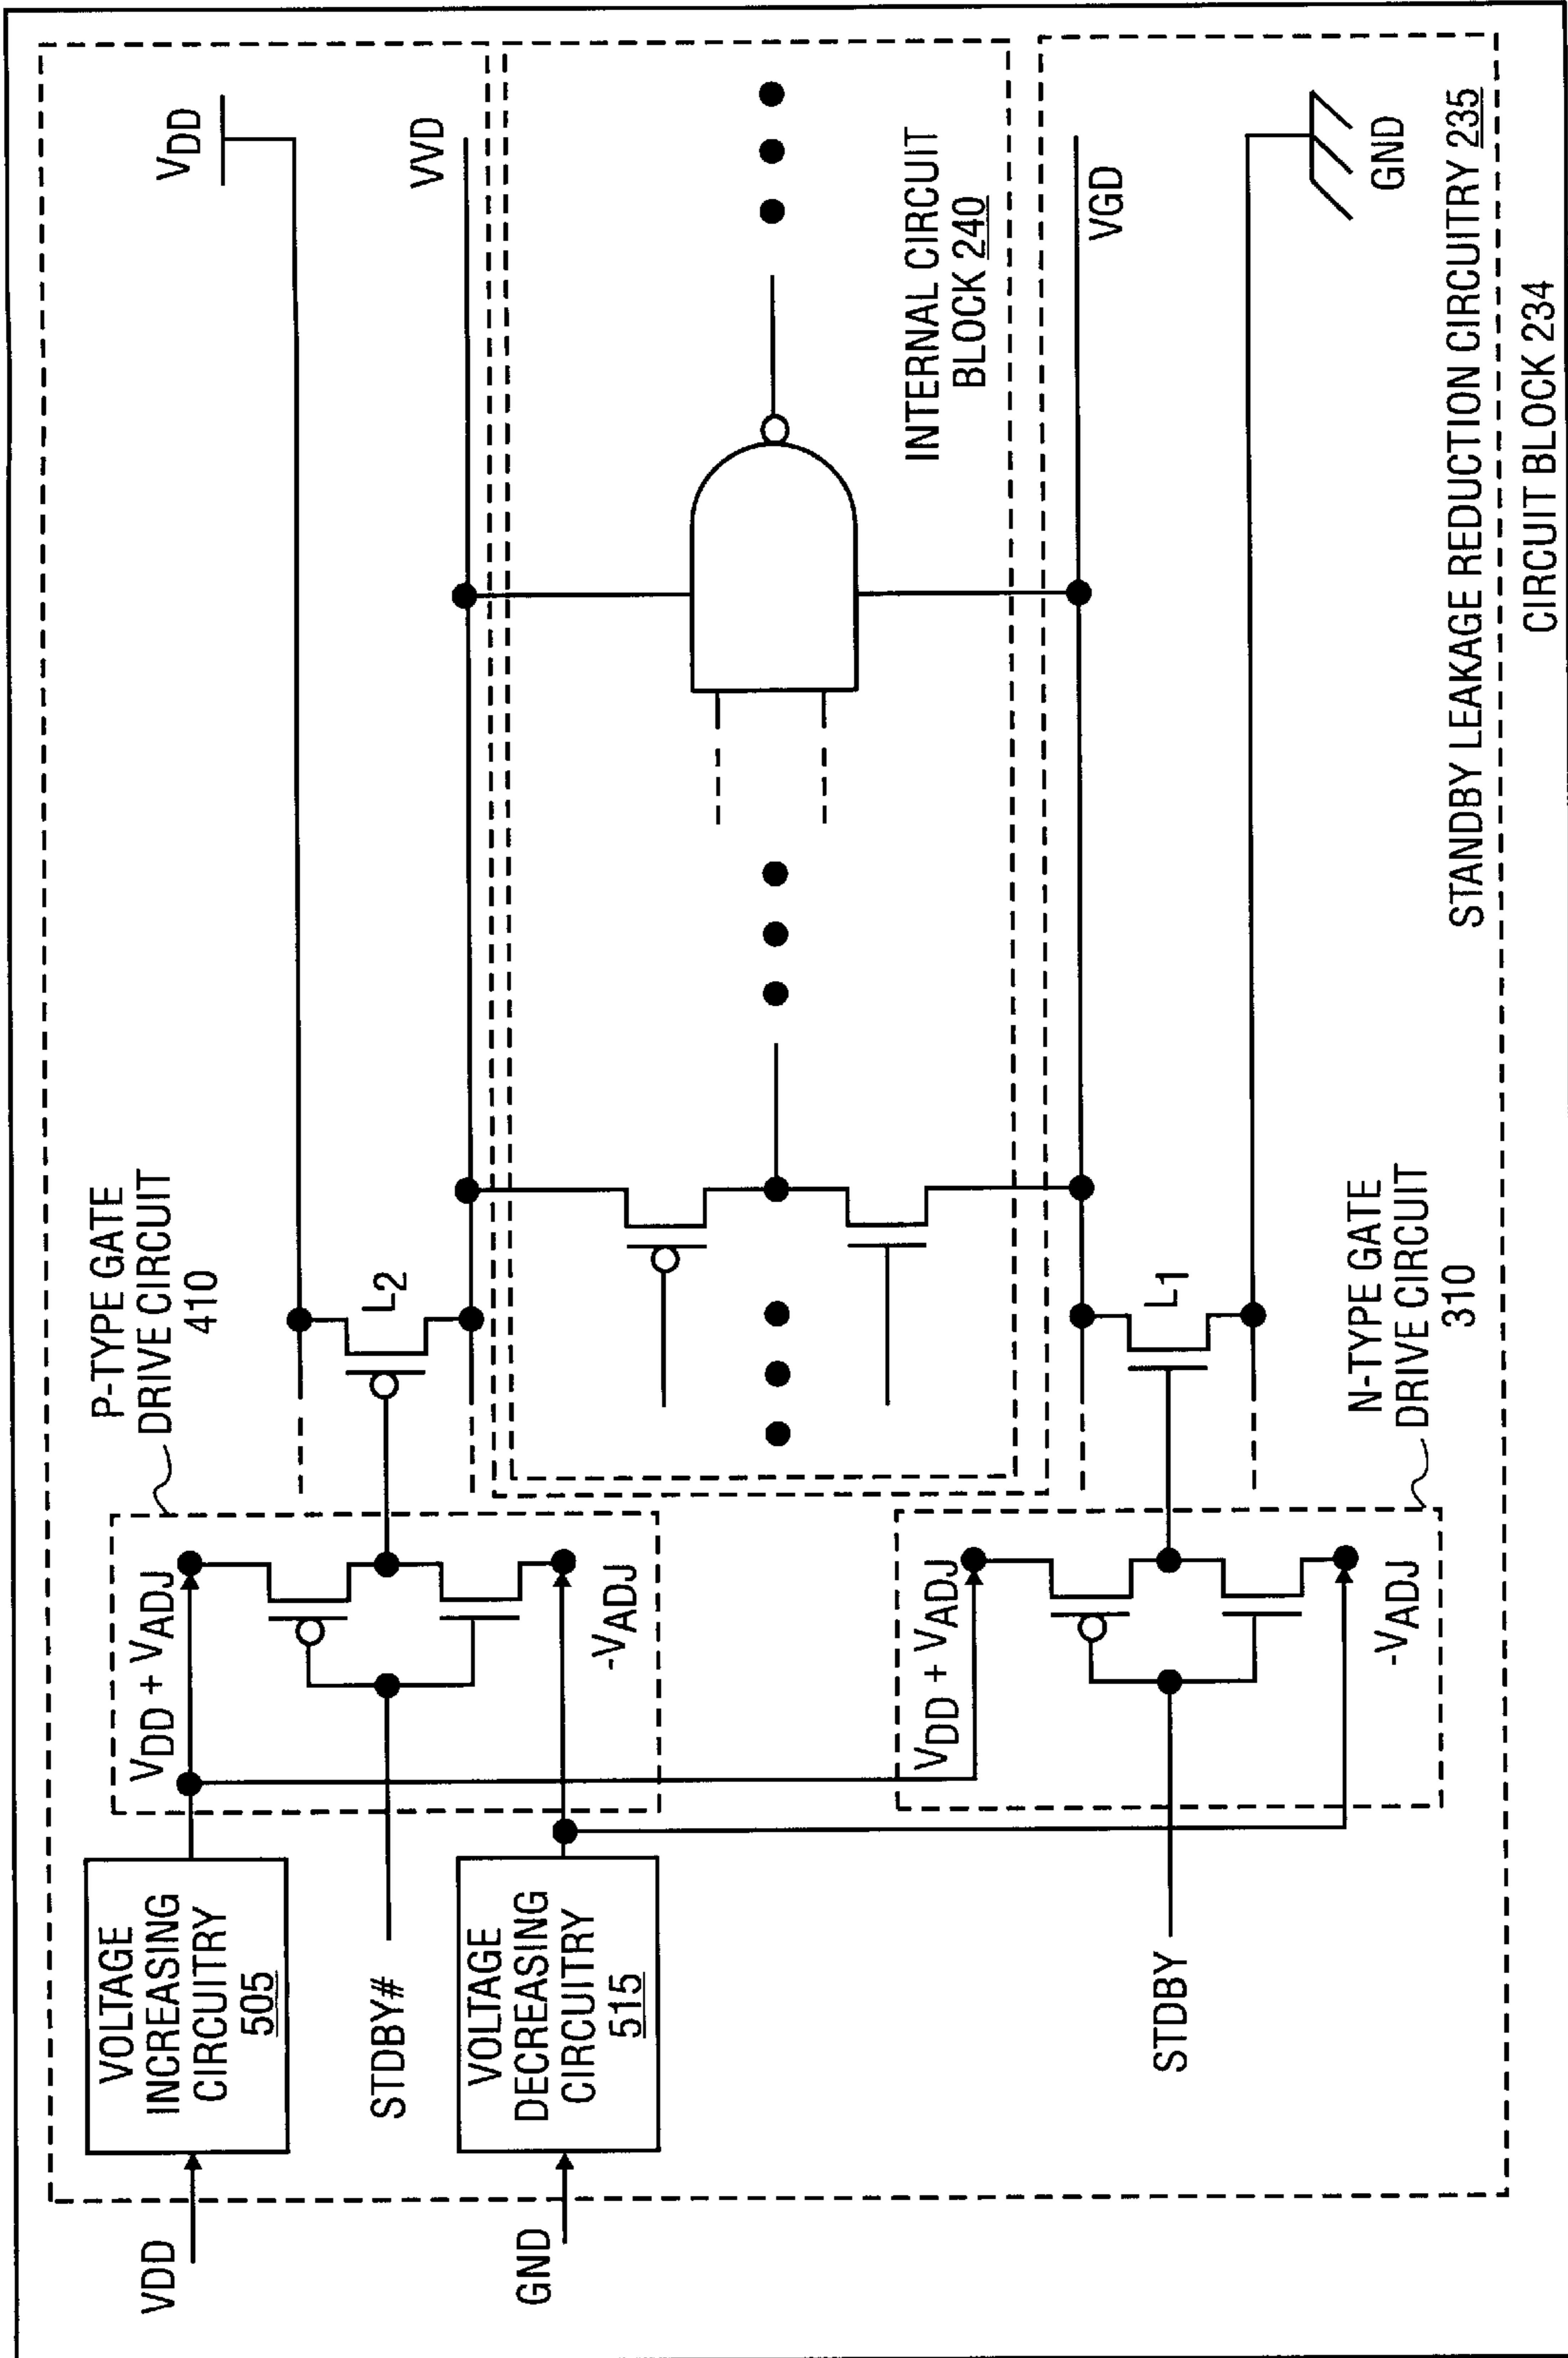 P-TYPE GATE
DRIVE CIRCUIT
410
VDD
VDD
VOLTAGE
INCREASING
CIRCUITRY
505
VDD + VADJ
L2
VVD
STDBY#
GND
VOLTAGE
DECREASING
CIRCUITRY
515
-VADJ
INTERNAL CIRCUIT
BLOCK 240
VDD + VADJ
VGD
STDBY
L1
-VADJ
N-TYPE GATE
DRIVE CIRCUIT
310
GND
STANDBY LEAKAGE REDUCTION CIRCUITRY 235
CIRCUIT BLOCK 234